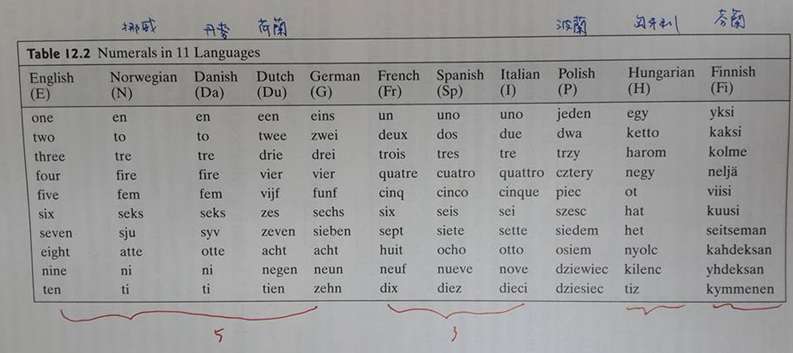 挪威 丹麥 荷蘭 波蘭 匈牙利 芬蘭
Table 12.2 Numerals in 11 Languages
English Norwegian Danish Dutch German French Spanish Italian Polish Hungarian Finnish
(E) (N) (Da) (Du) (G) (Fr) (Sp) (I) (P) (H) (Fi)
one en en een eins un uno uno jeden egy yksi
two to to twee zwei deux dos due dwa ketto kaksi
three tre tre drie drei trois tres tre trzy harom kolme
four fire fire vier vier quatre cuatro quattro cztery negy neljä
five fem fem vijf funf cinq cinco cinque piec ot viisi
six seks seks zes sechs six seis sei szesc hat kuusi
seven sju syv zeven sieben sept siete sette siedem het seitseman
eight atte otte acht acht huit ocho otto osiem nyolc kahdeksan
nine ni ni negen neun neuf nueve nove dziewiec kilenc yhdeksan
ten ti ti tien zehn dix diez dieci dziesiec tiz kymmenen
5 3